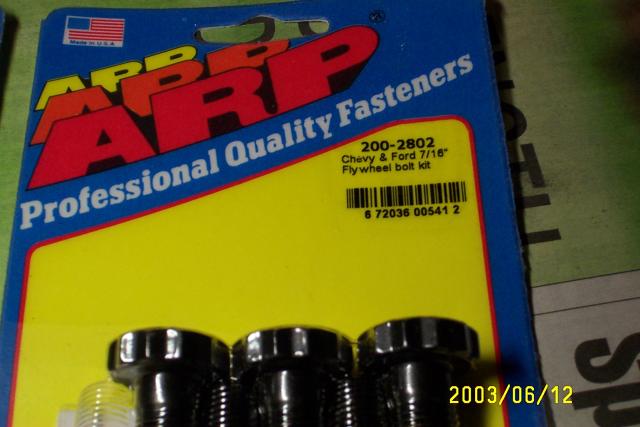 Made in U.S.A
ARP
ARP
ARP
Professional Quality Fasteners
200-2802
Chevy & Ford 7/16"
Flywheel bolt kit
6 72036 00541 2
2003/06/12